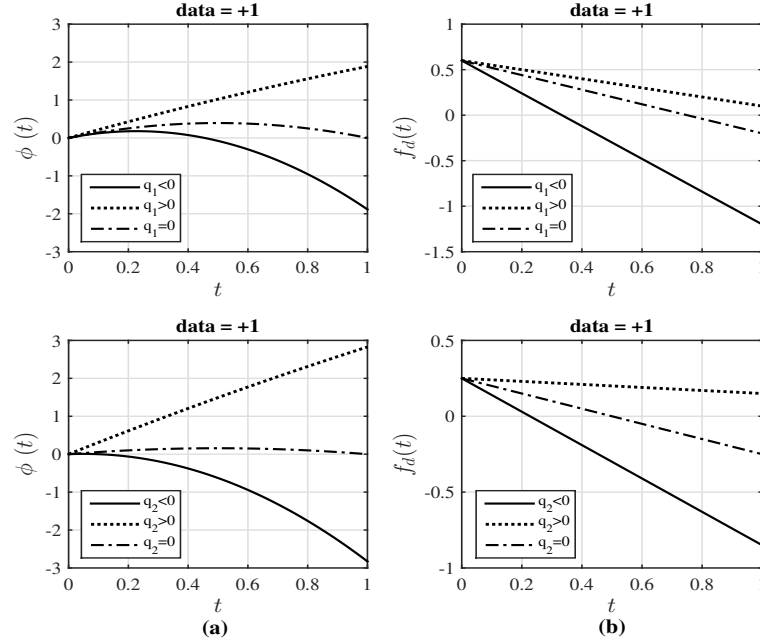 data = +1
3
2
1
0
-1
-2
-3
ϕ (t)
q1<0
q1>0
q1=0
0 0.2 0.4 0.6 0.8 1
t
data = +1
1
0.5
0
-0.5
-1
-1.5
fd(t)
q1<0
q1>0
q1=0
0 0.2 0.4 0.6 0.8 1
t
data = +1
3
2
1
0
-1
-2
-3
ϕ (t)
q2<0
q2>0
q2=0
0 0.2 0.4 0.6 0.8 1
t
(a)
data = +1
0.5
0
-0.5
-1
fd(t)
q2<0
q2>0
q2=0
0 0.2 0.4 0.6 0.8 1
t
(b)